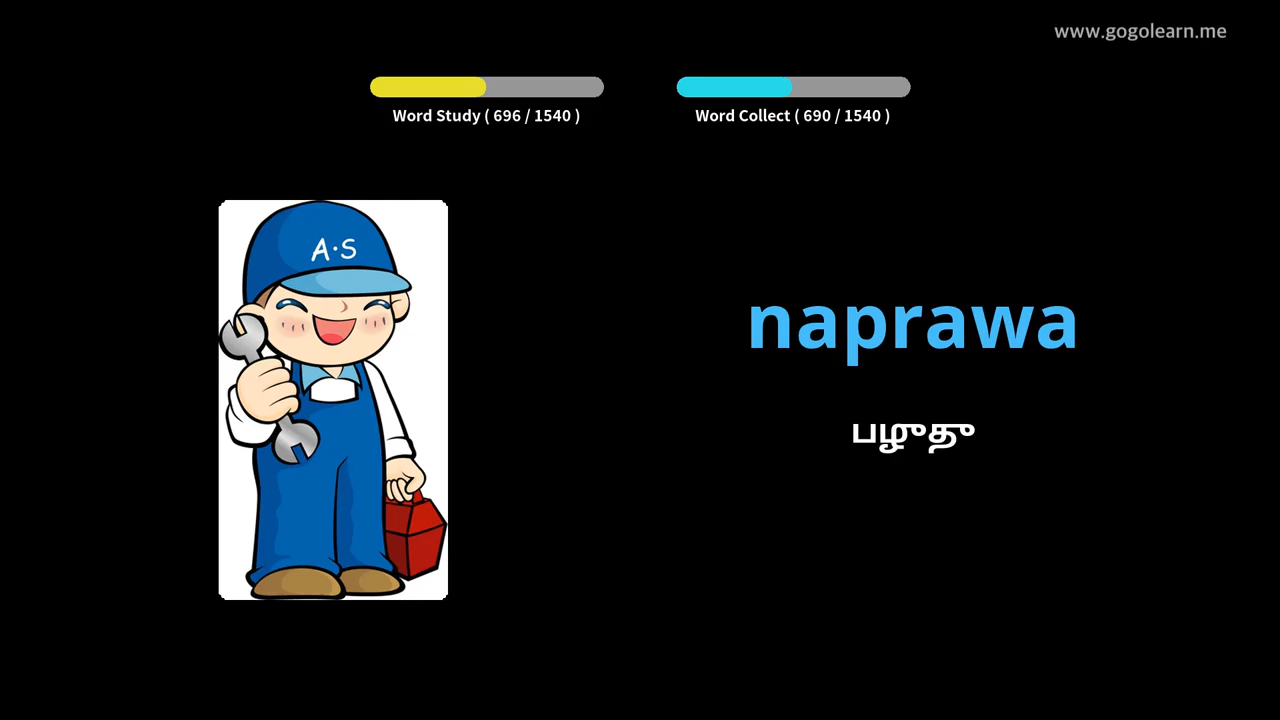 www.gogolearn.me
Word Study ( 696 / 1540 )
Word Collect ( 690 / 1540 )
A·S
naprawa
பழுது